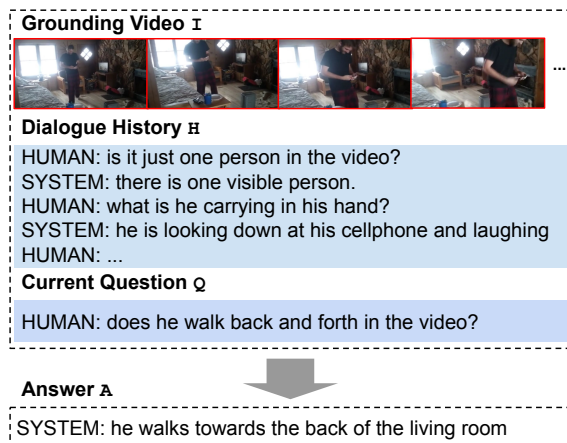 Grounding Video I
...
Dialogue History H
HUMAN: is it just one person in the video?
SYSTEM: there is one visible person.
HUMAN: what is he carrying in his hand?
SYSTEM: he is looking down at his cellphone and laughing
HUMAN: ...
Current Question Q
HUMAN: does he walk back and forth in the video?
Answer A
SYSTEM: he walks towards the back of the living room